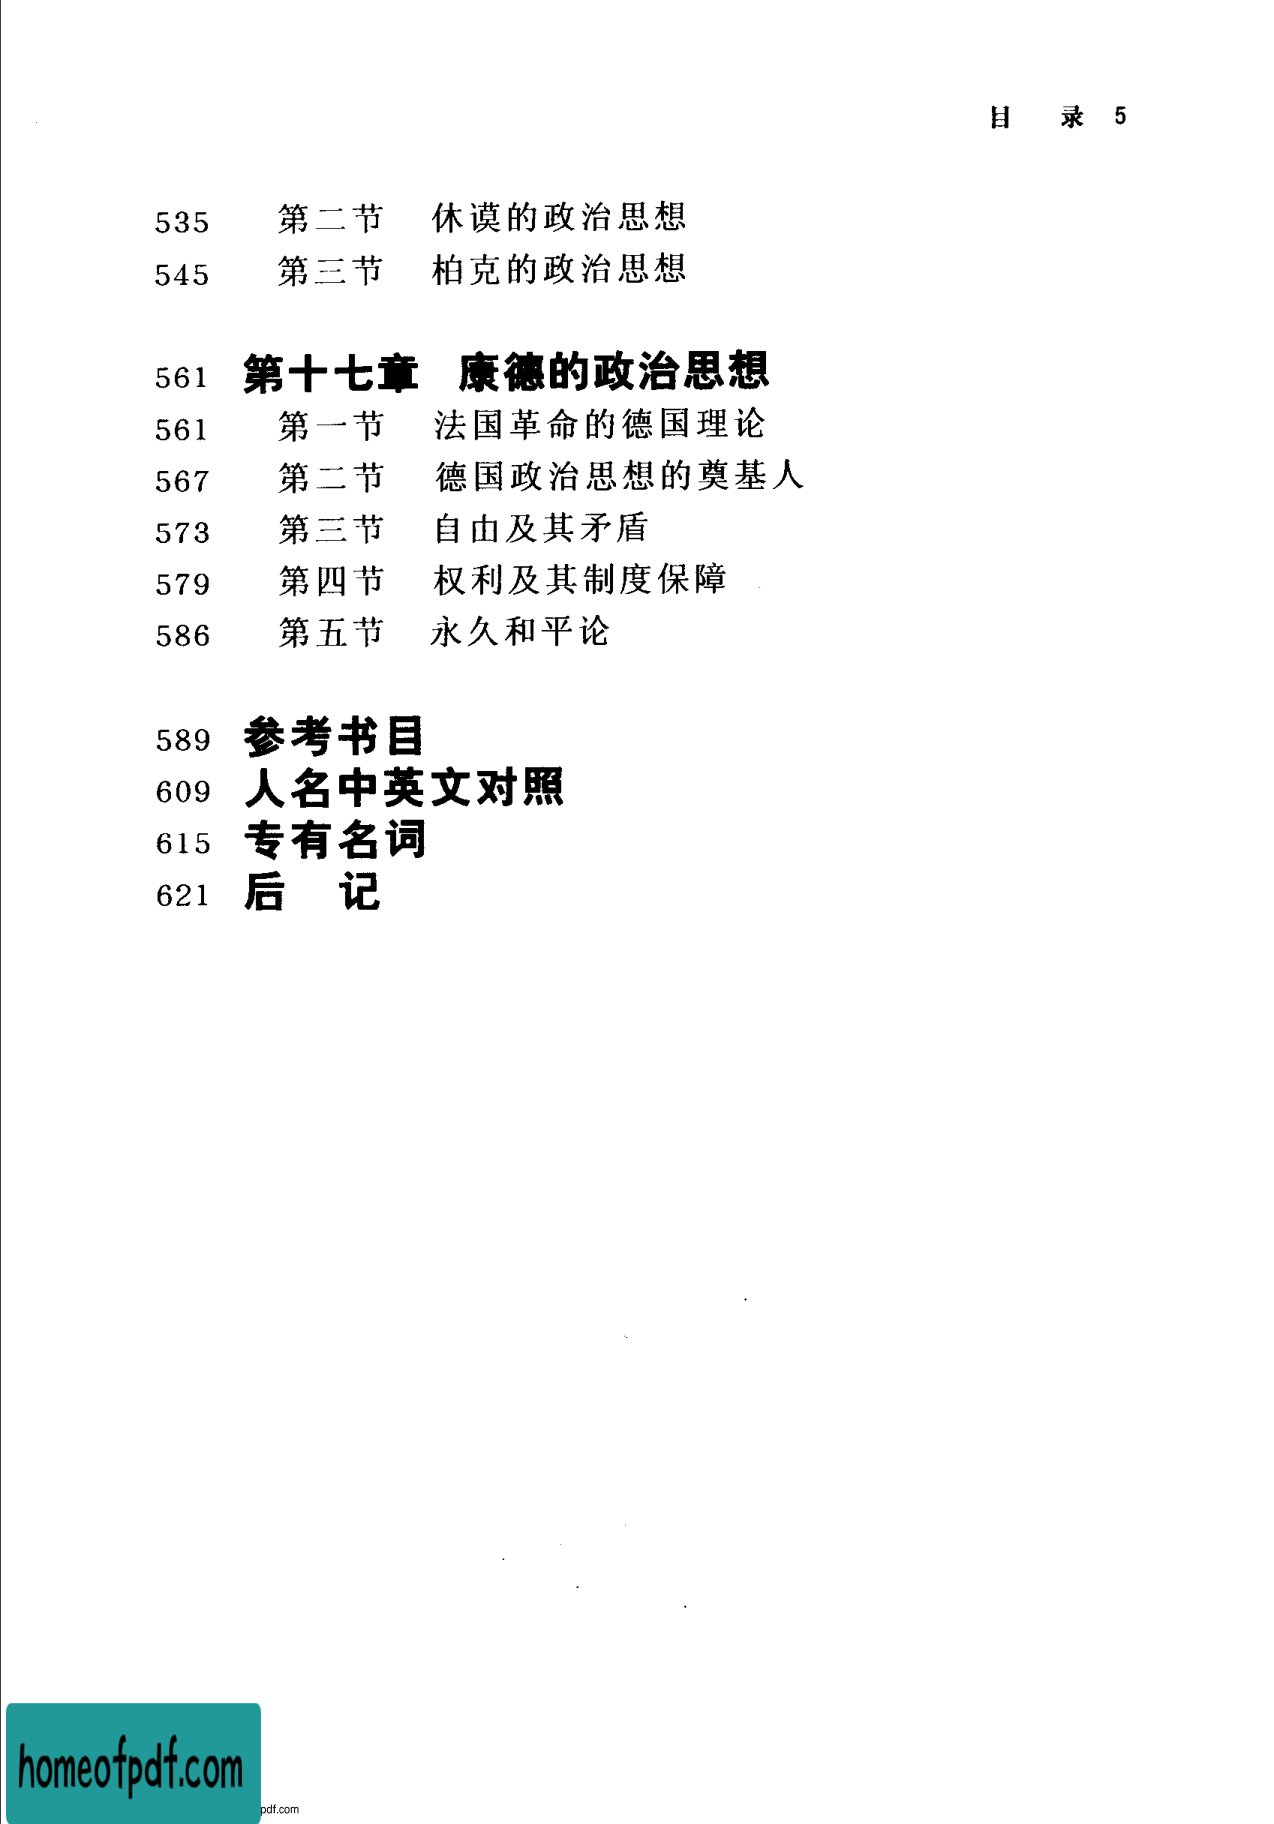 目 录 5
535 第二节 休谟的政治思想
545 第三节 柏克的政治思想
561 第十七章 康德的政治思想
561 第一节 法国革命的德国理论
567 第二节 德国政治思想的奠基人
573 第三节 自由及其矛盾
579 第四节 权利及其制度保障
586 第五节 永久和平论
589 参考书目
609 人名中英文对照
615 专有名词
621 后 记
homeofpdf.com
pdf.com